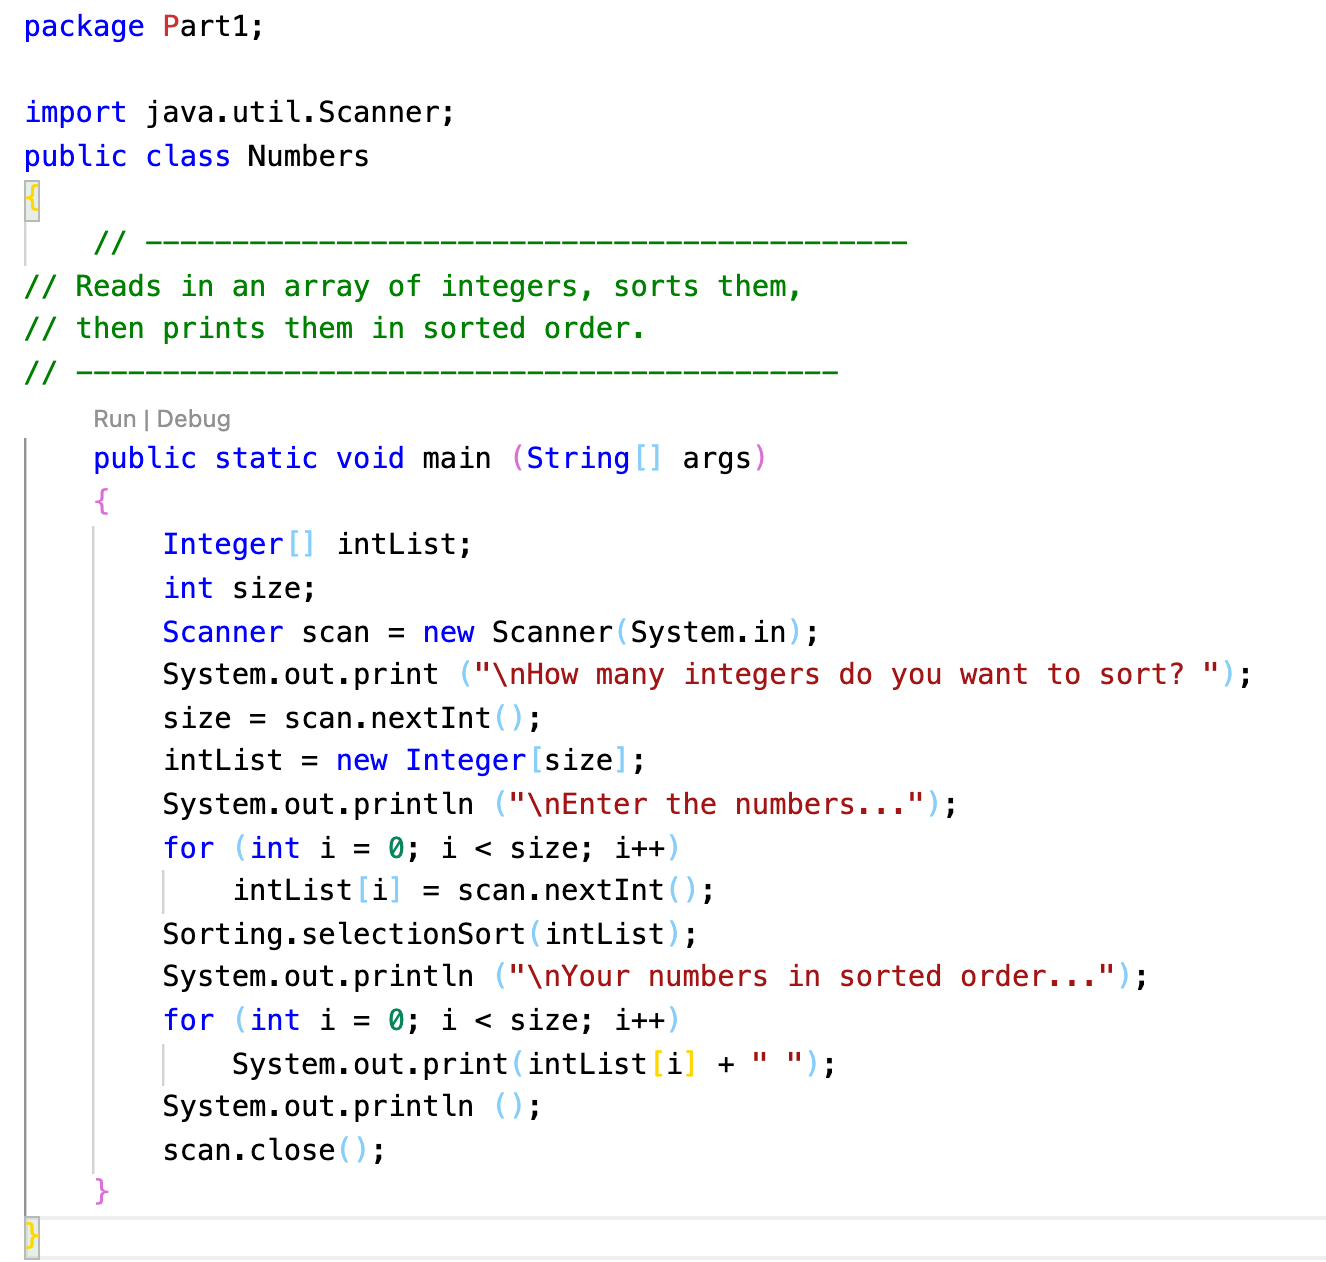 package Part1;
import java.util.Scanner;
public class Numbers
{
    // --------------------------------------------
// Reads in an array of integers, sorts them,
// then prints them in sorted order.
// --------------------------------------------
    Run | Debug
    public static void main (String[] args)
    {
        Integer[] intList;
        int size;
        Scanner scan = new Scanner(System.in);
        System.out.print ("\nHow many integers do you want to sort? ");
        size = scan.nextInt();
        intList = new Integer[size];
        System.out.println ("\nEnter the numbers...");
        for (int i = 0; i < size; i++)
            intList[i] = scan.nextInt();
        Sorting.selectionSort(intList);
        System.out.println ("\nYour numbers in sorted order...");
        for (int i = 0; i < size; i++)
            System.out.print(intList[i] + " ");
        System.out.println ();
        scan.close();
    }
}